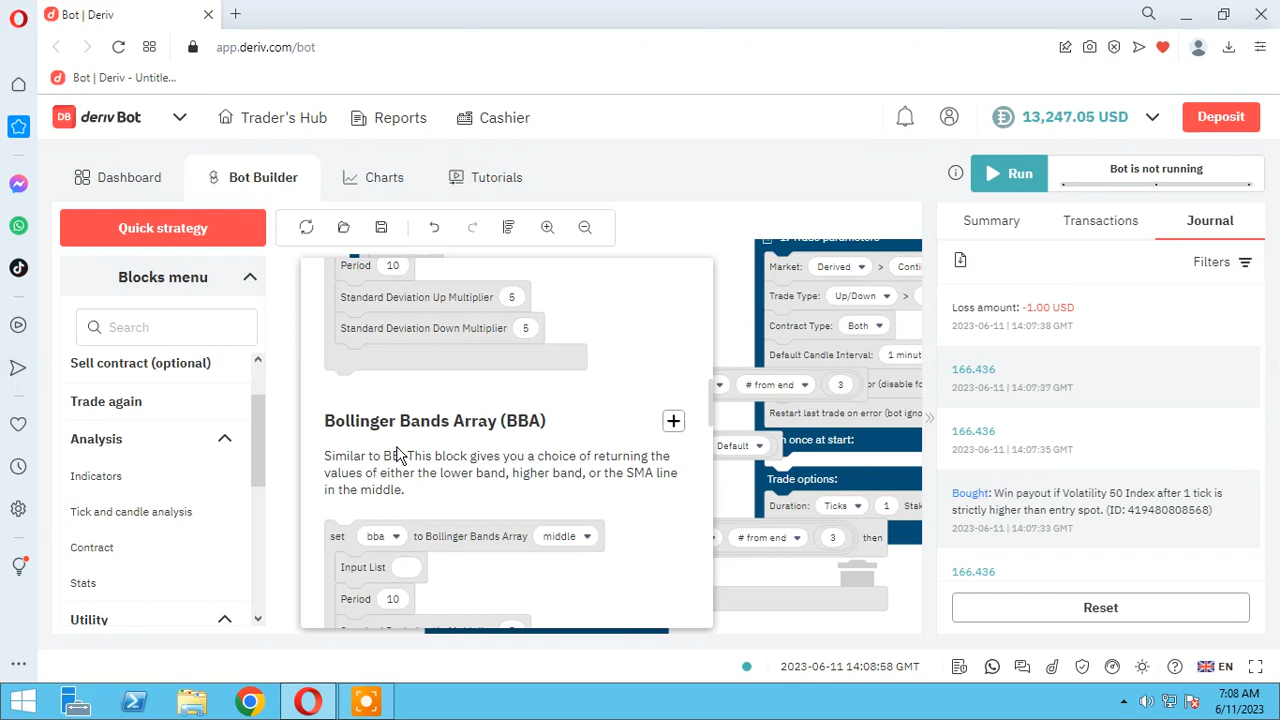 Bot | Deriv
app.deriv.com/bot
Bot | Deriv - Untitle...
DB deriv Bot
Trader's Hub
Reports
Cashier
13,247.05 USD
Deposit
Dashboard
Bot Builder
Charts
Tutorials
Run
Bot is not running
Quick strategy
Summary
Transactions
Journal
Blocks menu
Search
Sell contract (optional)
Trade again
Analysis
Indicators
Tick and candle analysis
Contract
Stats
Utility
Period 10
Standard Deviation Up Multiplier 5
Standard Deviation Down Multiplier 5
Bollinger Bands Array (BBA)
Similar to BB. This block gives you a choice of returning the
values of either the lower band, higher band, or the SMA line
in the middle.
set bba to Bollinger Bands Array middle
Input List
Period 10
1. Trade parameters
Market: Derived > Conti
Trade Type: Up/Down >
Contract Type: Both
Default Candle Interval: 1 minut
# from end 3 or (disable fo
Restart last trade on error (bot igno
n once at start:
Default
Trade options:
Duration: Ticks 1 Stak
# from end 3 then
Filters
Loss amount: -1.00 USD
2023-06-11 | 14:07:38 GMT
166.436
2023-06-11 | 14:07:37 GMT
166.436
2023-06-11 | 14:07:35 GMT
Bought: Win payout if Volatility 50 Index after 1 tick is
strictly higher than entry spot. (ID: 419480808568)
2023-06-11 | 14:07:33 GMT
166.436
Reset
2023-06-11 14:08:58 GMT
EN
7:08 AM
6/11/2023